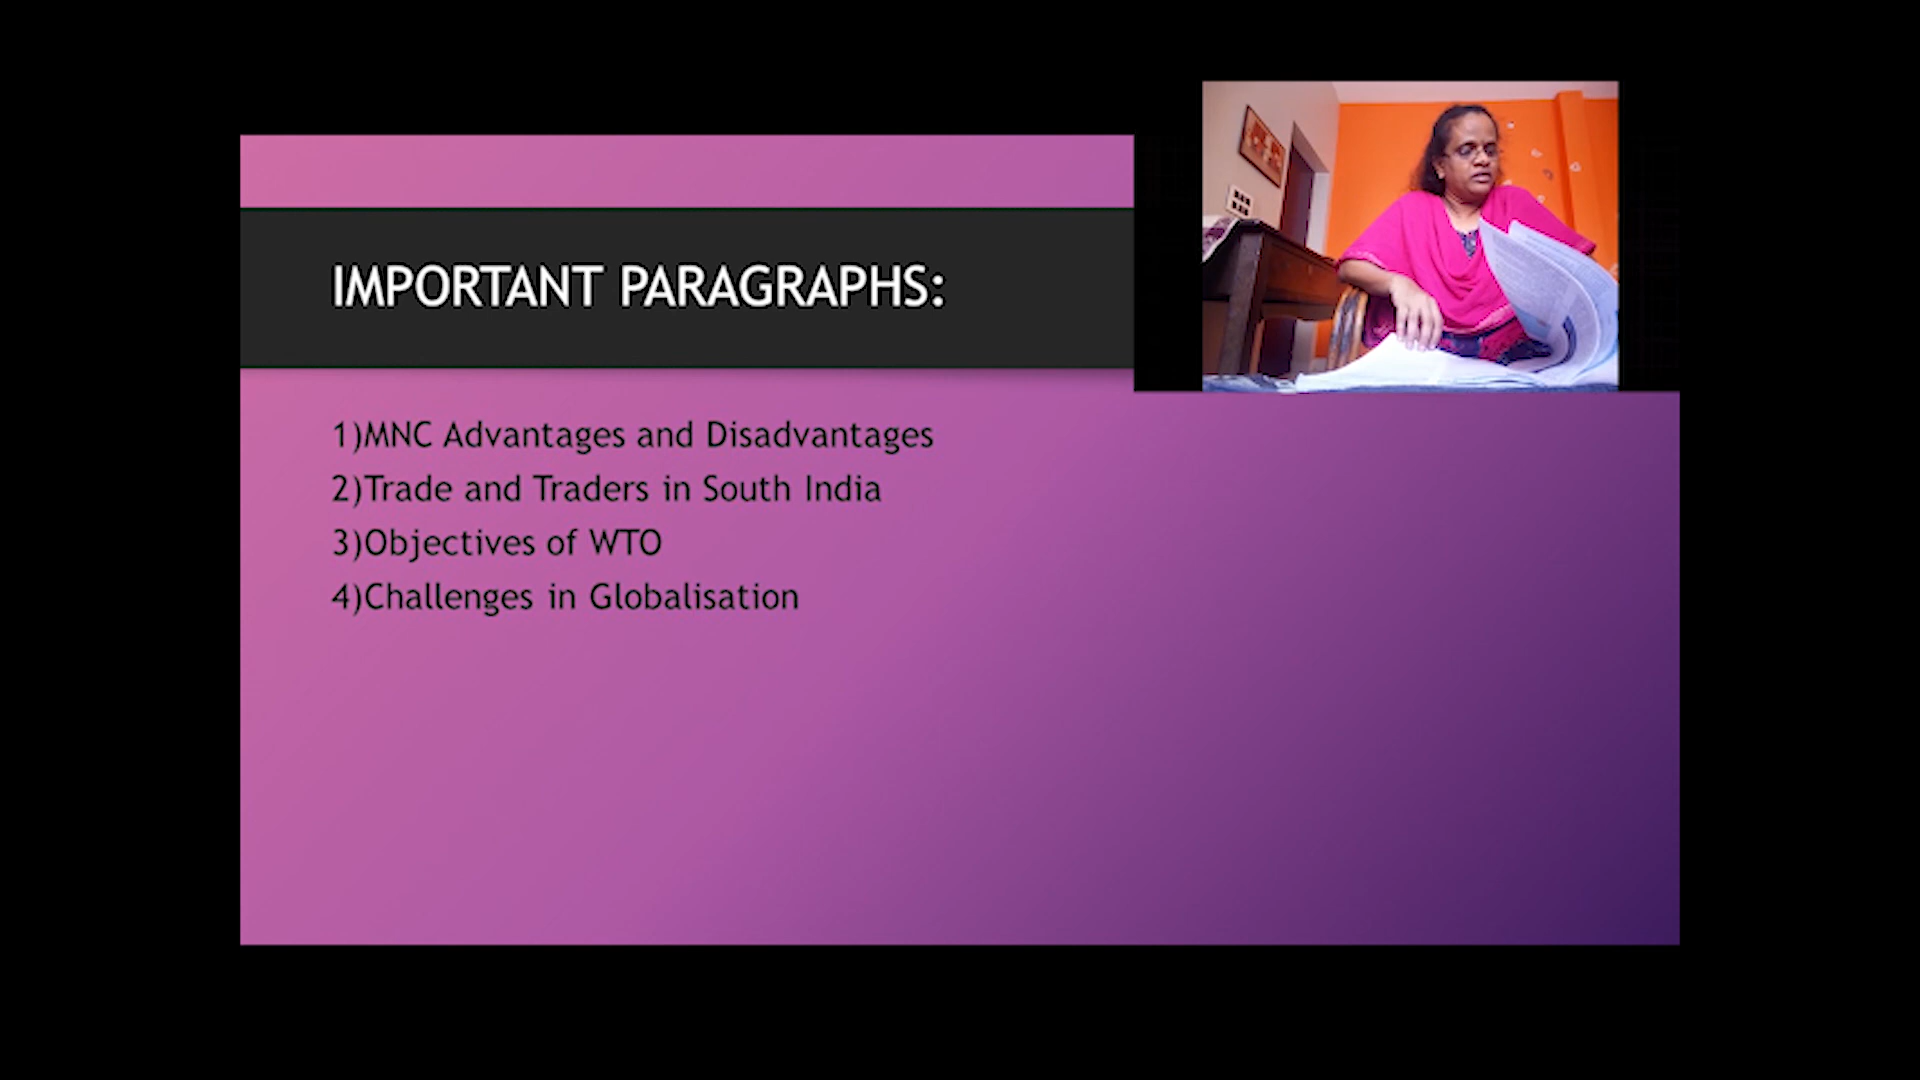 IMPORTANT PARAGRAPHS:
1)MNC Advantages and Disadvantages
2)Trade and Traders in South India
3)Objectives of WTO
4)Challenges in Globalisation